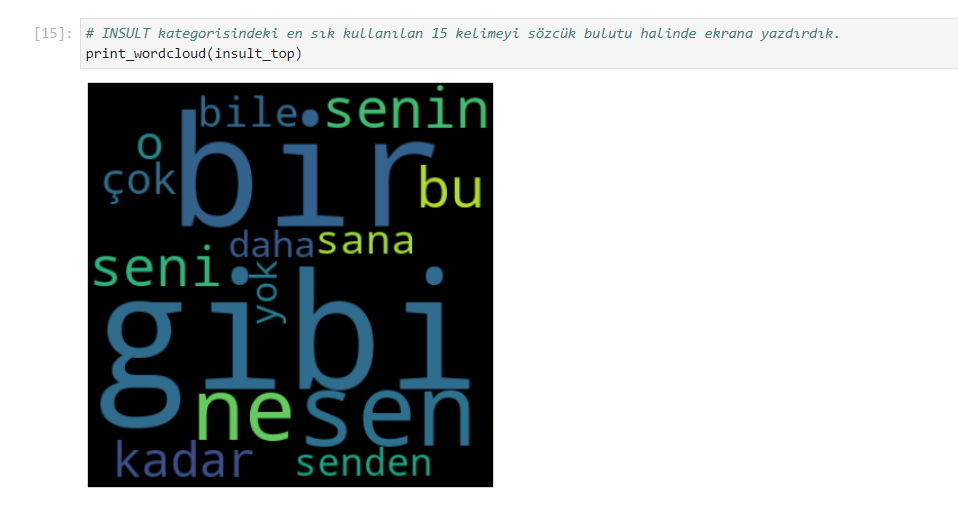 [15]: # INSULT kategorisindeki en sık kullanılan 15 kelimeyi sözcük bulutu halinde ekrana yazdırdık.
print_wordcloud(insult_top)
bile
senin
o
bir
çok
bu
daha
sana
seni
yok
gibi
ne
sen
kadar
senden